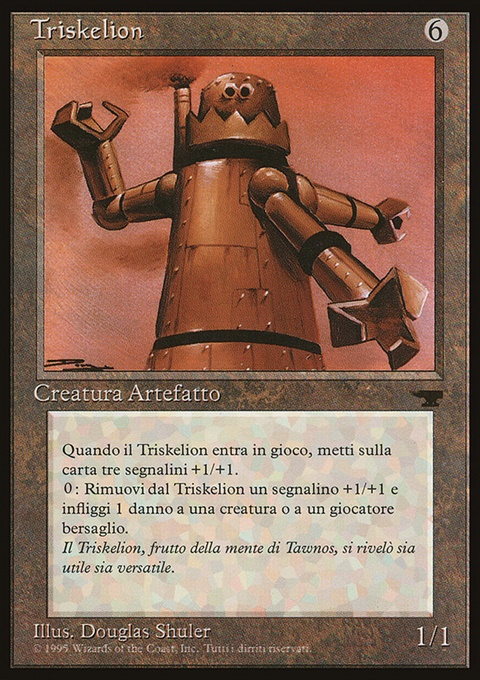 Triskelion 6
Creatura Artefatto
Quando il Triskelion entra in gioco, metti sulla
carta tre segnalini +1/+1.
0: Rimuovi dal Triskelion un segnalino +1/+1 e
infliggi 1 danno a una creatura o a un giocatore
bersaglio.
Il Triskelion, frutto della mente di Tawnos, si rivelò sia
utile sia versatile.
Illus. Douglas Shuler
1/1
© 1995 Wizards of the Coast, Inc. Tutti i diritti riservati.